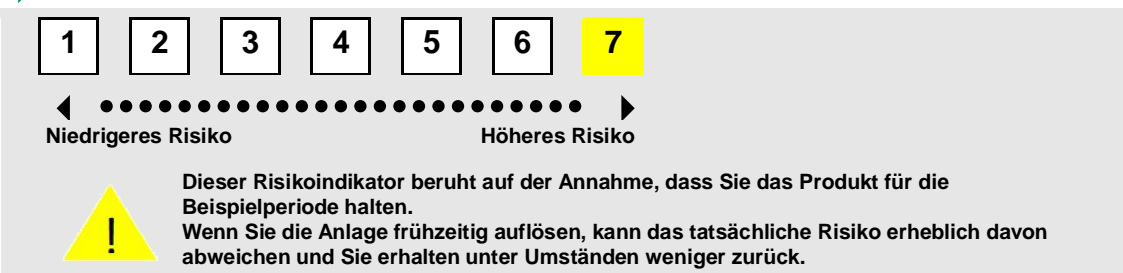 1 2 3 4 5 6 7
Niedrigeres Risiko Höheres Risiko
!
Dieser Risikoindikator beruht auf der Annahme, dass Sie das Produkt für die
Beispielperiode halten.
Wenn Sie die Anlage frühzeitig auflösen, kann das tatsächliche Risiko erheblich davon
abweichen und Sie erhalten unter Umständen weniger zurück.